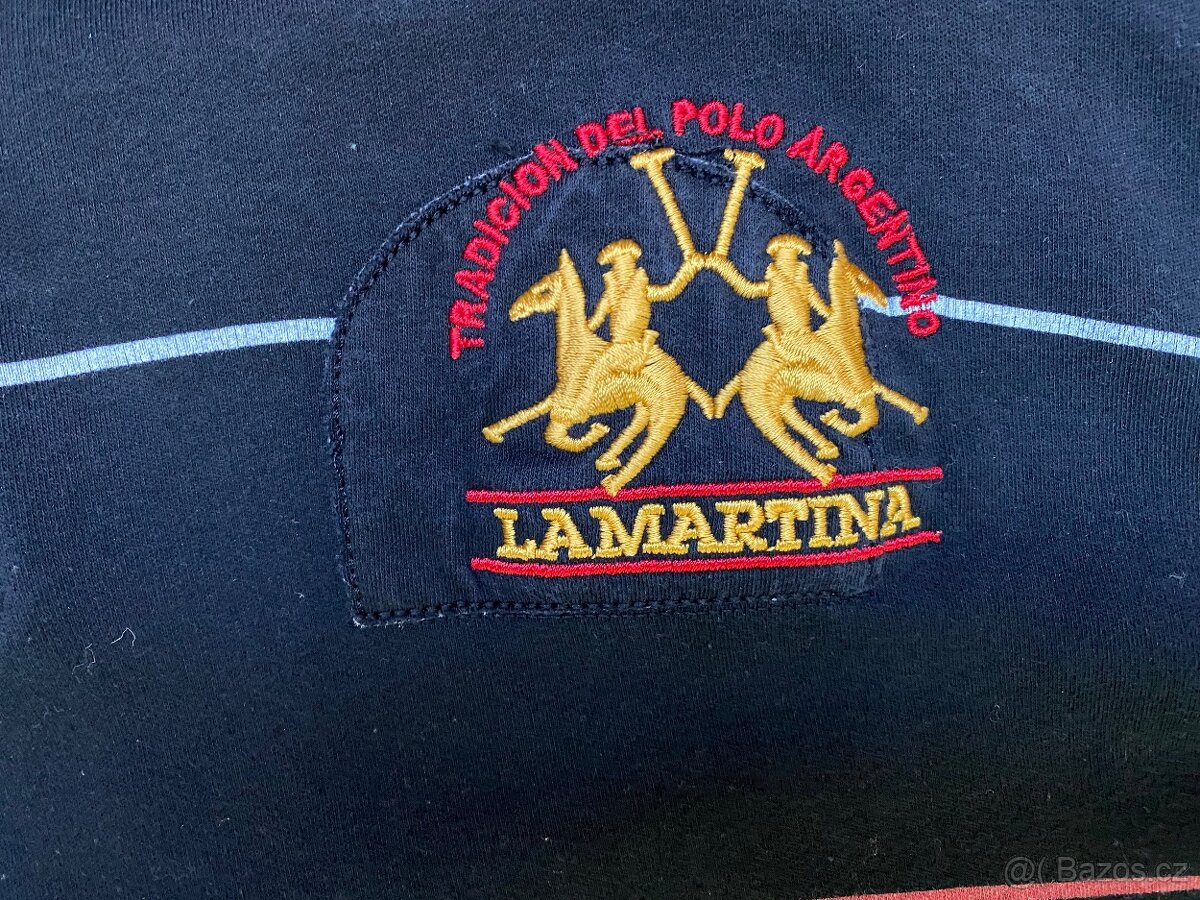 TRADICION DEL POLO ARGENTINO
LAMARTINA
@( Bazos.cz